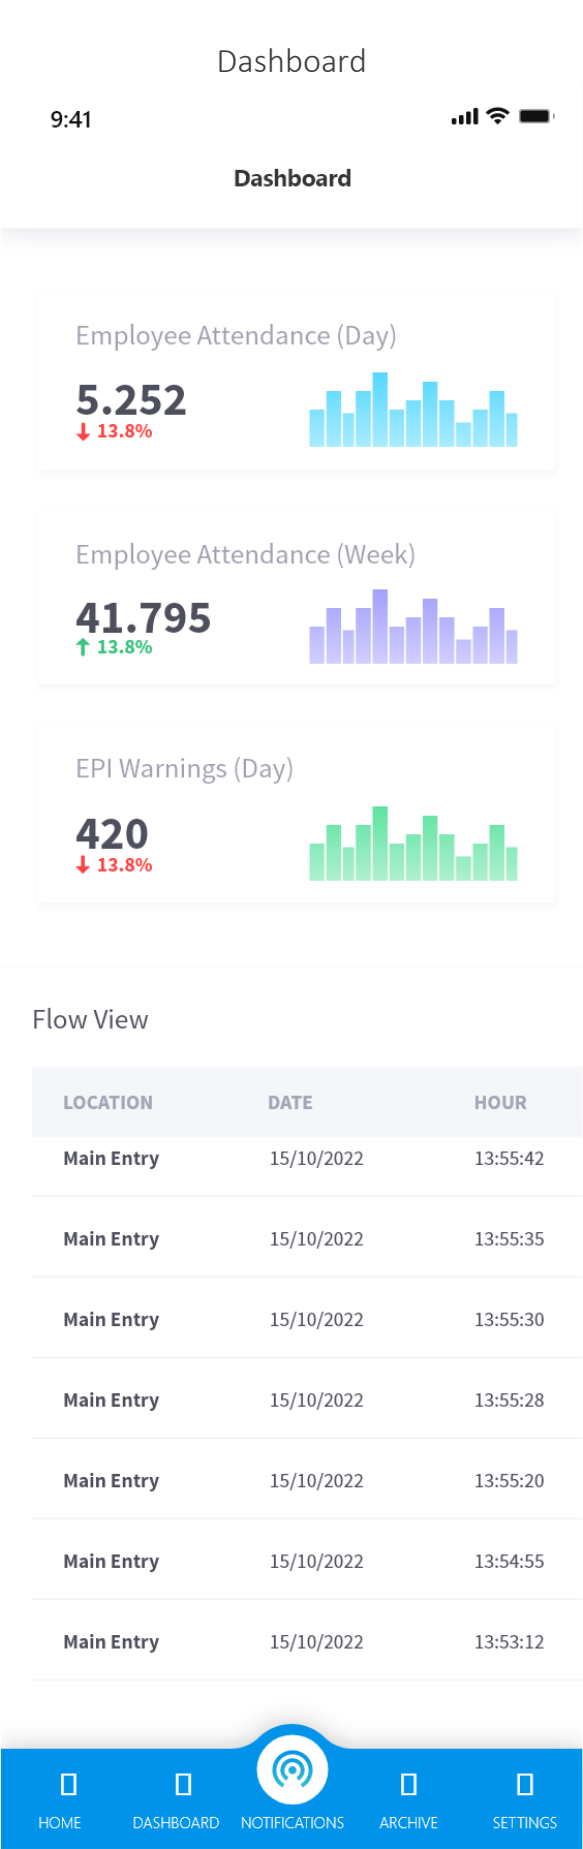 Dashboard
9:41
Dashboard
Employee Attendance (Day)
5.252
↓ 13.8%
Employee Attendance (Week)
41.795
↑ 13.8%
EPI Warnings (Day)
420
↓ 13.8%
Flow View
LOCATION DATE HOUR
Main Entry 15/10/2022 13:55:42
Main Entry 15/10/2022 13:55:35
Main Entry 15/10/2022 13:55:30
Main Entry 15/10/2022 13:55:28
Main Entry 15/10/2022 13:55:20
Main Entry 15/10/2022 13:54:55
Main Entry 15/10/2022 13:53:12
HOME DASHBOARD NOTIFICATIONS ARCHIVE SETTINGS